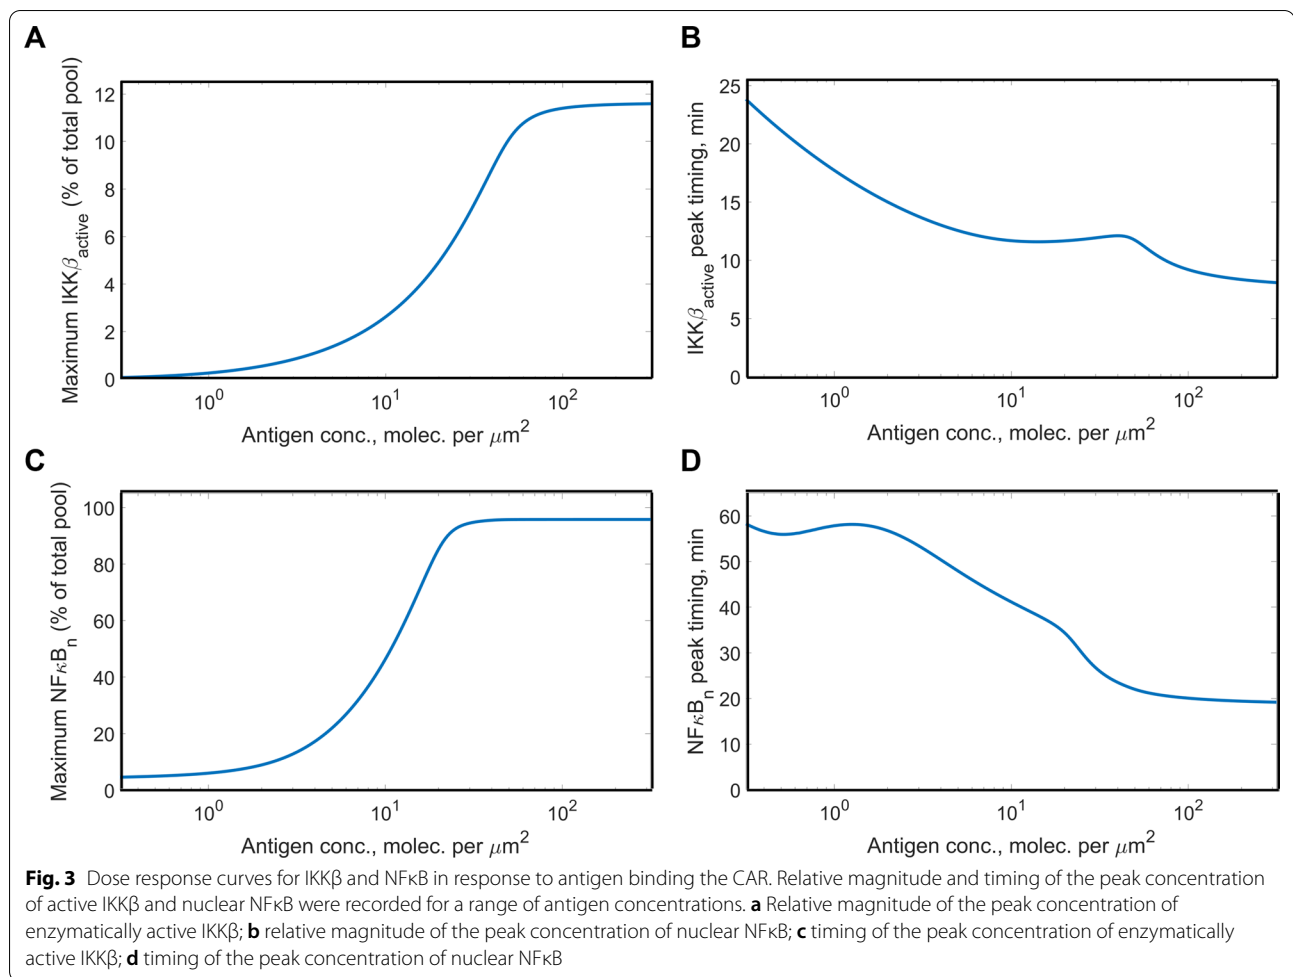 A
Maximum IKKβactive (% of total pool)
12
10
8
6
4
2
0
10^0 10^1 10^2
Antigen conc., molec. per μm^2
B
IKKβactive peak timing, min
25
20
15
10
5
0
10^0 10^1 10^2
Antigen conc., molec. per μm^2
C
Maximum NFκBn (% of total pool)
100
80
60
40
20
0
10^0 10^1 10^2
Antigen conc., molec. per μm^2
D
NFκBn peak timing, min
60
50
40
30
20
10
0
10^0 10^1 10^2
Antigen conc., molec. per μm^2
Fig. 3 Dose response curves for IKKβ and NFκB in response to antigen binding the CAR. Relative magnitude and timing of the peak concentration
of active IKKβ and nuclear NFκB were recorded for a range of antigen concentrations. a Relative magnitude of the peak concentration of
enzymatically active IKKβ; b relative magnitude of the peak concentration of nuclear NFκB; c timing of the peak concentration of enzymatically
active IKKβ; d timing of the peak concentration of nuclear NFκB